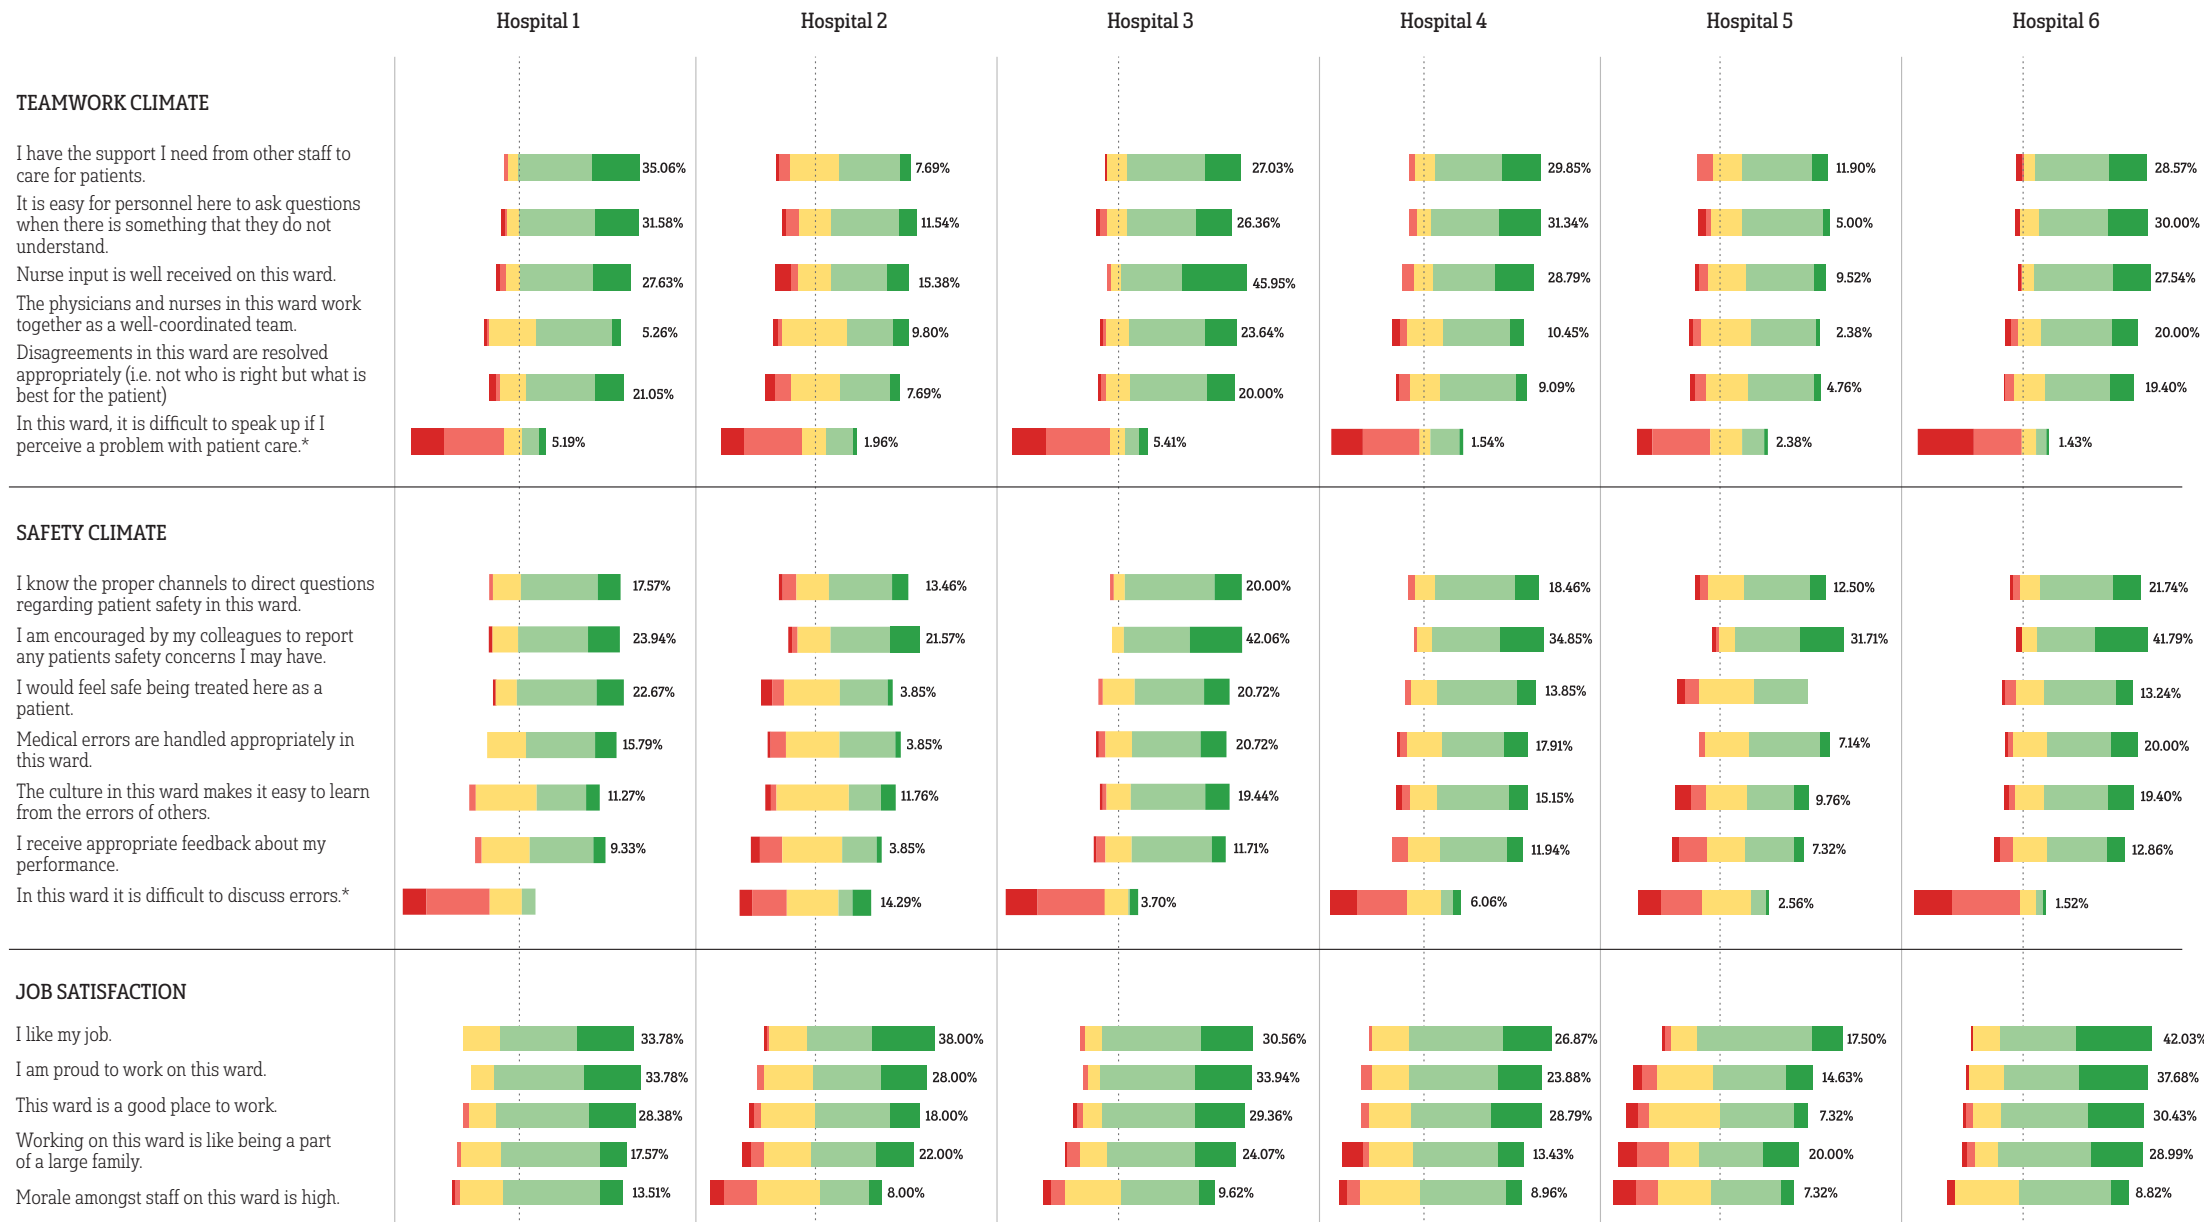 Hospital 1 Hospital 2 Hospital 3 Hospital 4 Hospital 5 Hospital 6
TEAMWORK CLIMATE
I have the support I need from other staff to
care for patients.
35.06% 7.69% 27.03% 29.85% 11.90% 28.57%
It is easy for personnel here to ask questions
when there is something that they do not
understand.
31.58% 11.54% 26.36% 31.34% 5.00% 30.00%
Nurse input is well received on this ward.
27.63% 15.38% 45.95% 28.79% 9.52% 27.54%
The physicians and nurses in this ward work
together as a well-coordinated team.
5.26% 9.80% 23.64% 10.45% 2.38% 20.00%
Disagreements in this ward are resolved
appropriately (i.e. not who is right but what is
best for the patient)
21.05% 7.69% 20.00% 9.09% 4.76% 19.40%
In this ward, it is difficult to speak up if I
perceive a problem with patient care.*
5.19% 1.96% 5.41% 1.54% 2.38% 1.43%
SAFETY CLIMATE
I know the proper channels to direct questions
regarding patient safety in this ward.
17.57% 13.46% 20.00% 18.46% 12.50% 21.74%
I am encouraged by my colleagues to report
any patients safety concerns I may have.
23.94% 21.57% 42.06% 34.85% 31.71% 41.79%
I would feel safe being treated here as a
patient.
22.67% 3.85% 20.72% 13.85% 13.24%
Medical errors are handled appropriately in
this ward.
15.79% 3.85% 20.72% 17.91% 7.14% 20.00%
The culture in this ward makes it easy to learn
from the errors of others.
11.27% 11.76% 19.44% 15.15% 9.76% 19.40%
I receive appropriate feedback about my
performance.
9.33% 3.85% 11.71% 11.94% 7.32% 12.86%
In this ward it is difficult to discuss errors.*
14.29% 3.70% 6.06% 2.56% 1.52%
JOB SATISFACTION
I like my job.
33.78% 38.00% 30.56% 26.87% 17.50% 42.03%
I am proud to work on this ward.
33.78% 28.00% 33.94% 23.88% 14.63% 37.68%
This ward is a good place to work.
28.38% 18.00% 29.36% 28.79% 7.32% 30.43%
Working on this ward is like being a part
of a large family.
17.57% 22.00% 24.07% 13.43% 20.00% 28.99%
Morale amongst staff on this ward is high.
13.51% 8.00% 9.62% 8.96% 7.32% 8.82%